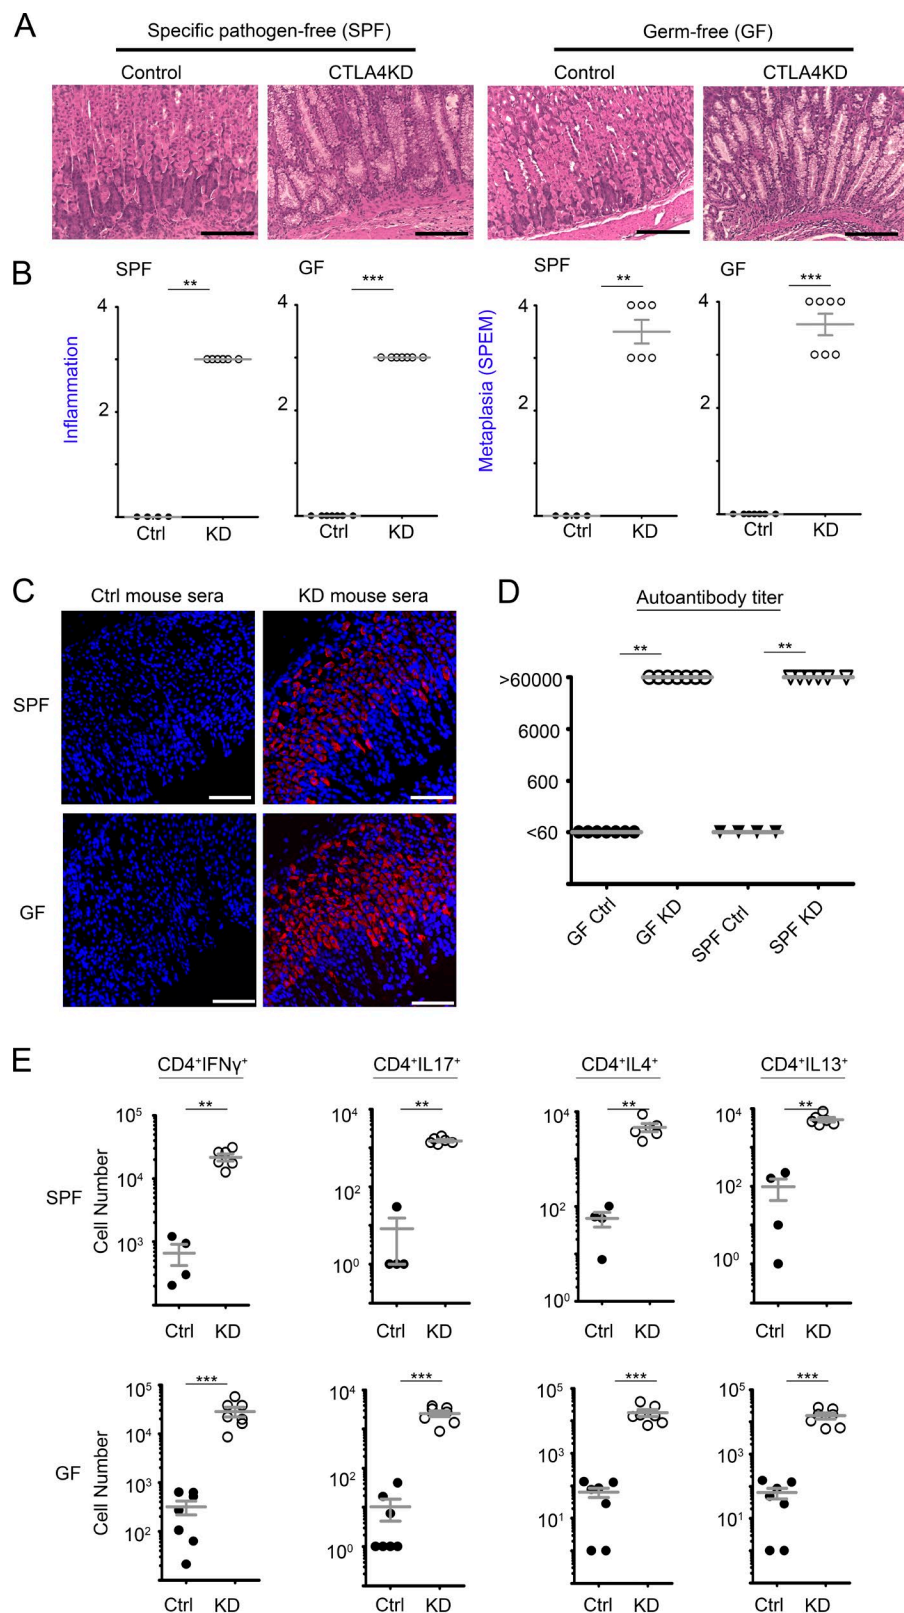 A
Specific pathogen-free (SPF)
Germ-free (GF)
Control
CTLA4KD
Control
CTLA4KD
B
SPF
GF
SPF
GF
**
***
**
***
Inflammation
4
2
4
2
Metaplasia (SPEM)
4
2
4
2
Ctrl KD
Ctrl KD
Ctrl KD
Ctrl KD
C
Ctrl mouse sera
KD mouse sera
SPF
GF
D
Autoantibody titer
**
**
>60000
6000
600
<60
GF Ctrl
GF KD
SPF Ctrl
SPF KD
E
CD4⁺IFNγ⁺
CD4⁺IL17⁺
CD4⁺IL4⁺
CD4⁺IL13⁺
SPF
Cell Number
**
10⁵
10⁴
10³
Ctrl KD
**
10⁴
10²
10⁰
Ctrl KD
**
10⁴
10²
10⁰
Ctrl KD
**
10⁴
10²
10⁰
Ctrl KD
GF
Cell Number
***
10⁵
10⁴
10³
10²
Ctrl KD
***
10⁴
10²
10⁰
Ctrl KD
***
10⁵
10³
10¹
Ctrl KD
***
10⁵
10³
10¹
Ctrl KD